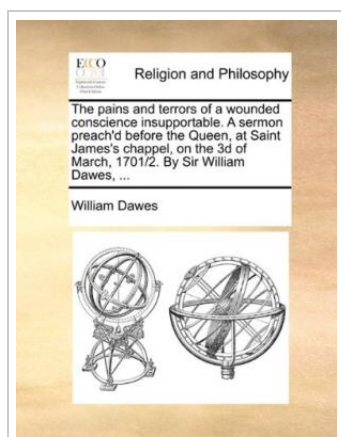 ECCO
Religion and Philosophy
The pains and terrors of a wounded
conscience insupportable. A sermon
preach'd before the Queen, at Saint
James's chappel, on the 3d of
March, 1701/2. By Sir William
Dawes, ...
William Dawes